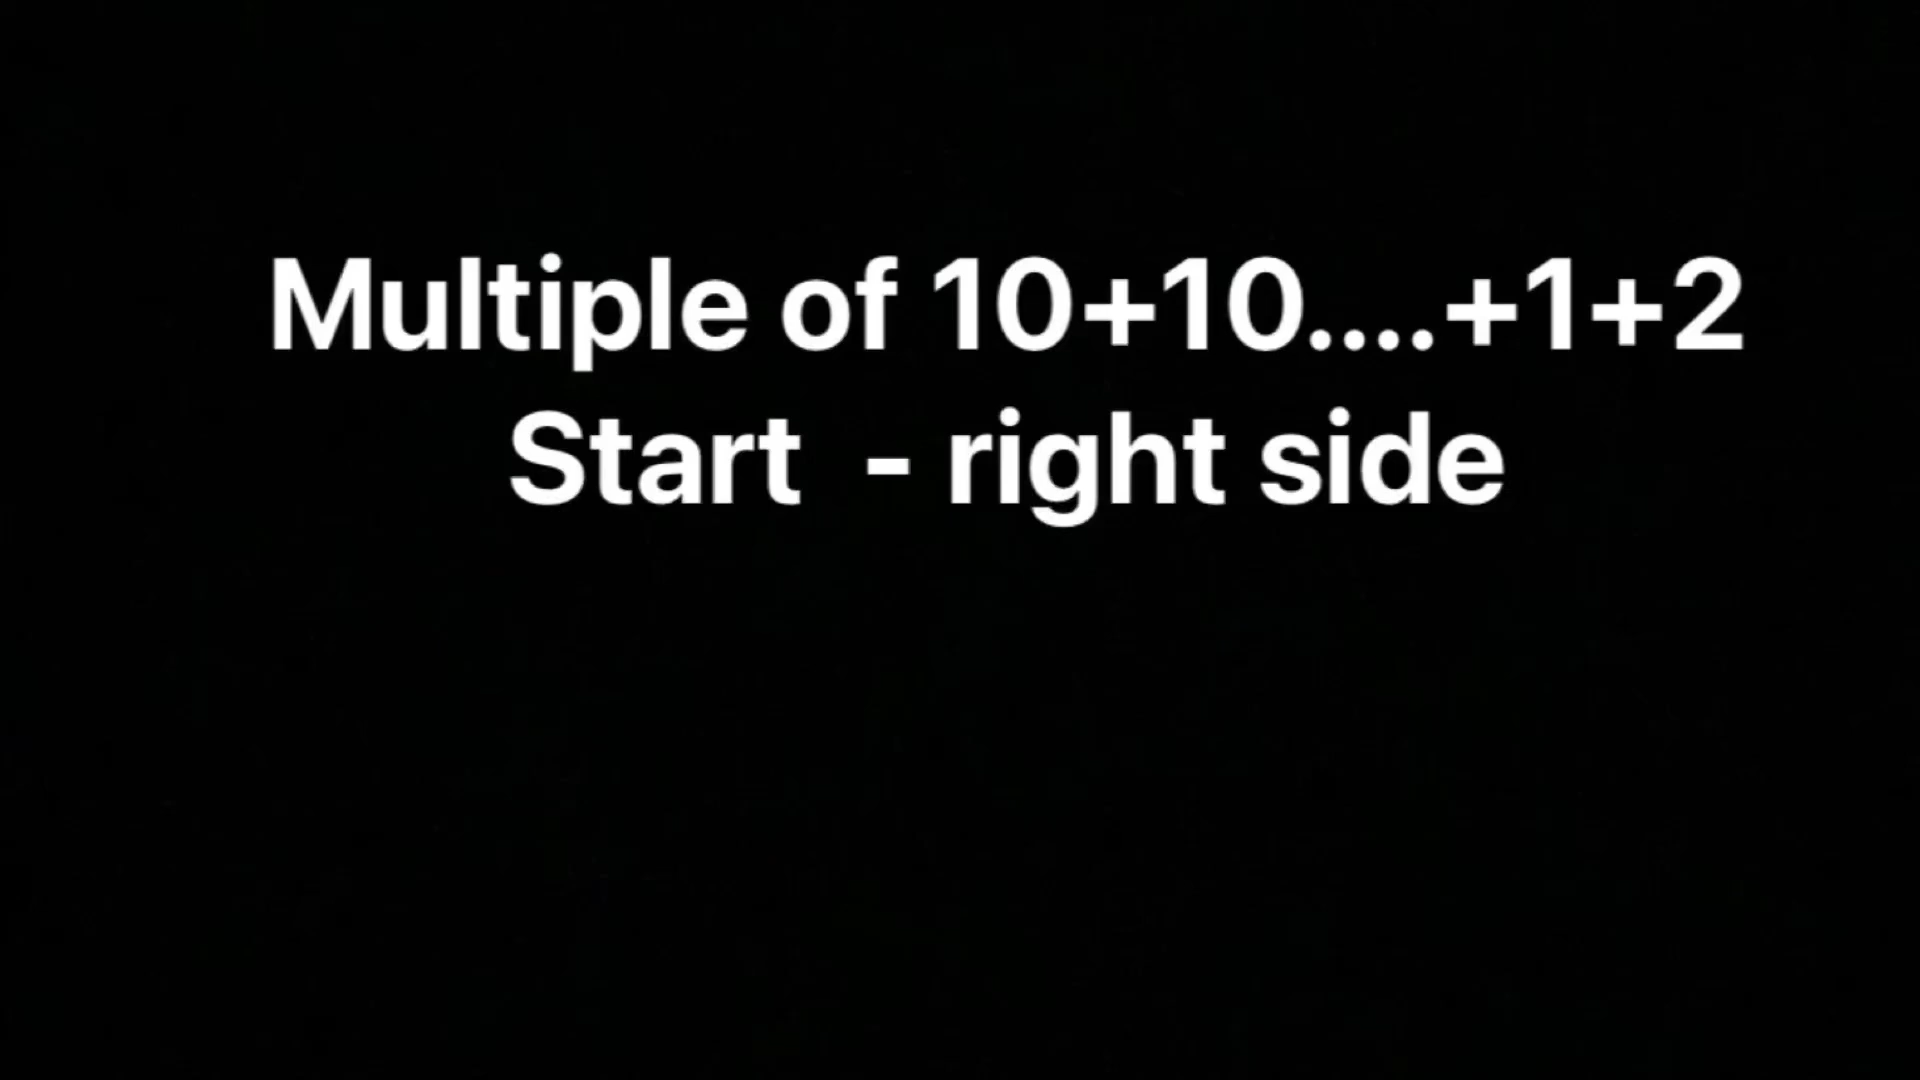 Multiple of 10+10....+1+2
Start  - right side